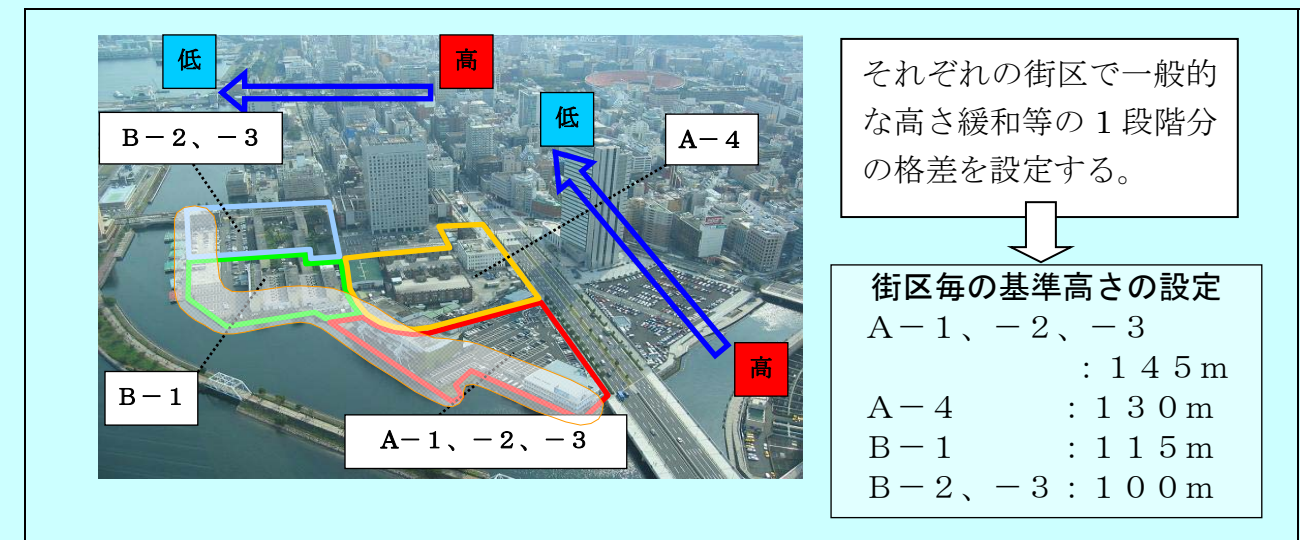 低
高
低
B-2、-3
A-4
B-1
高
A-1、-2、-3
それぞれの街区で一般的
な高さ緩和等の1段階分
の格差を設定する。
街区毎の基準高さの設定
A-1、-2、-3
:145m
A-4 :130m
B-1 :115m
B-2、-3:100m